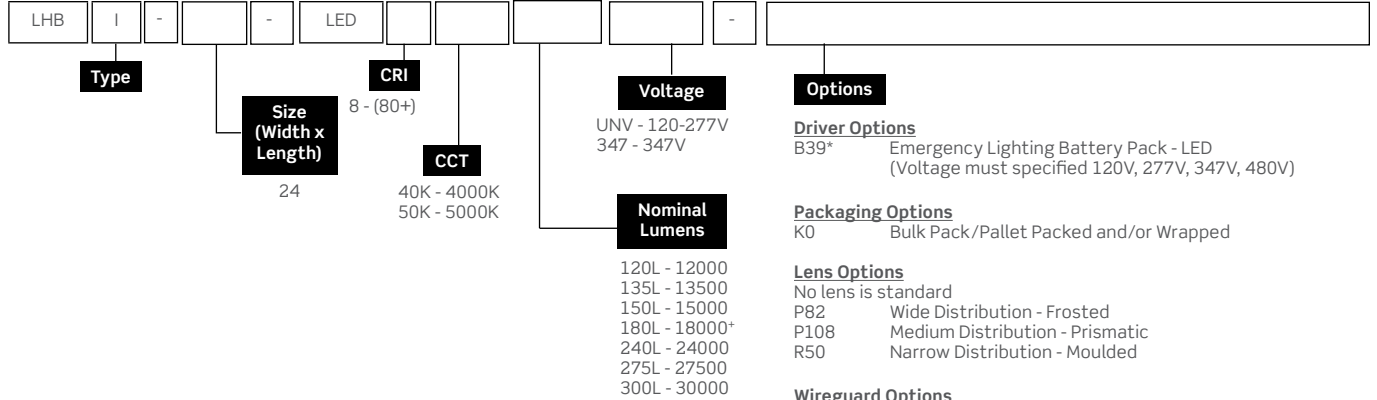 LHB I - - LED -
Type
Size
(Width x
Length)
24
CRI
8 - (80+)
CCT
40K - 4000K
50K - 5000K
Voltage
UNV - 120-277V
347 - 347V
Nominal
Lumens
120L - 12000
135L - 13500
150L - 15000
180L - 18000+
240L - 24000
275L - 27500
300L - 30000
Options
Driver Options
B39* Emergency Lighting Battery Pack - LED
(Voltage must specified 120V, 277V, 347V, 480V)
Packaging Options
K0 Bulk Pack/Pallet Packed and/or Wrapped
Lens Options
No lens is standard
P82 Wide Distribution - Frosted
P108 Medium Distribution - Prismatic
R50 Narrow Distribution - Moulded
Wireguard Options